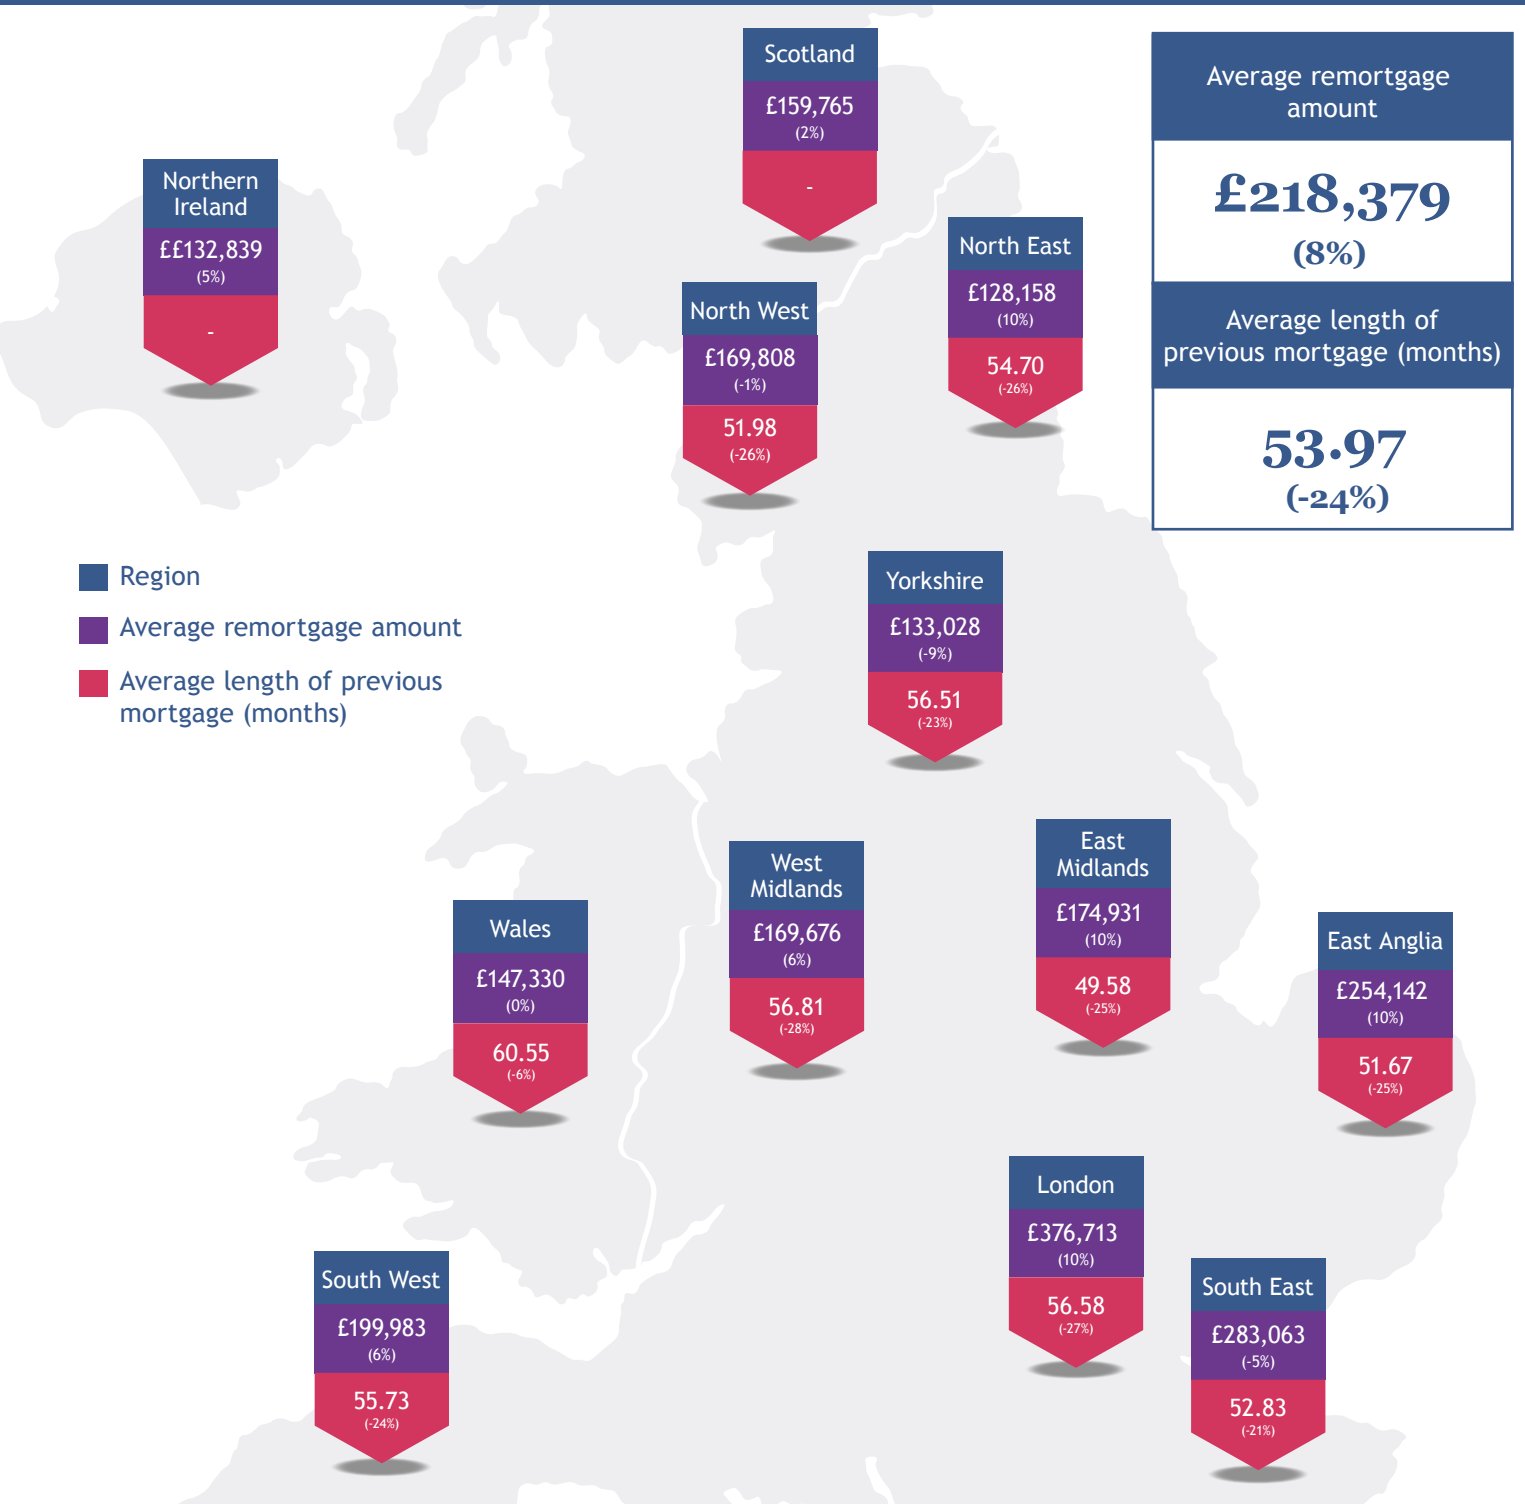 Scotland
£159,765
(2%)
-
Average remortgage
amount
£218,379
(8%)
Average length of
previous mortgage (months)
53.97
(-24%)
Northern
Ireland
££132,839
(5%)
-
North East
£128,158
(10%)
54.70
(-26%)
North West
£169,808
(-1%)
51.98
(-26%)
Region
Average remortgage amount
Average length of previous
mortgage (months)
Yorkshire
£133,028
(-9%)
56.51
(-23%)
East
Midlands
£174,931
(10%)
49.58
(-25%)
West
Midlands
£169,676
(6%)
56.81
(-28%)
Wales
£147,330
(0%)
60.55
(-6%)
East Anglia
£254,142
(10%)
51.67
(-25%)
London
£376,713
(10%)
56.58
(-27%)
South West
£199,983
(6%)
55.73
(-24%)
South East
£283,063
(-5%)
52.83
(-21%)